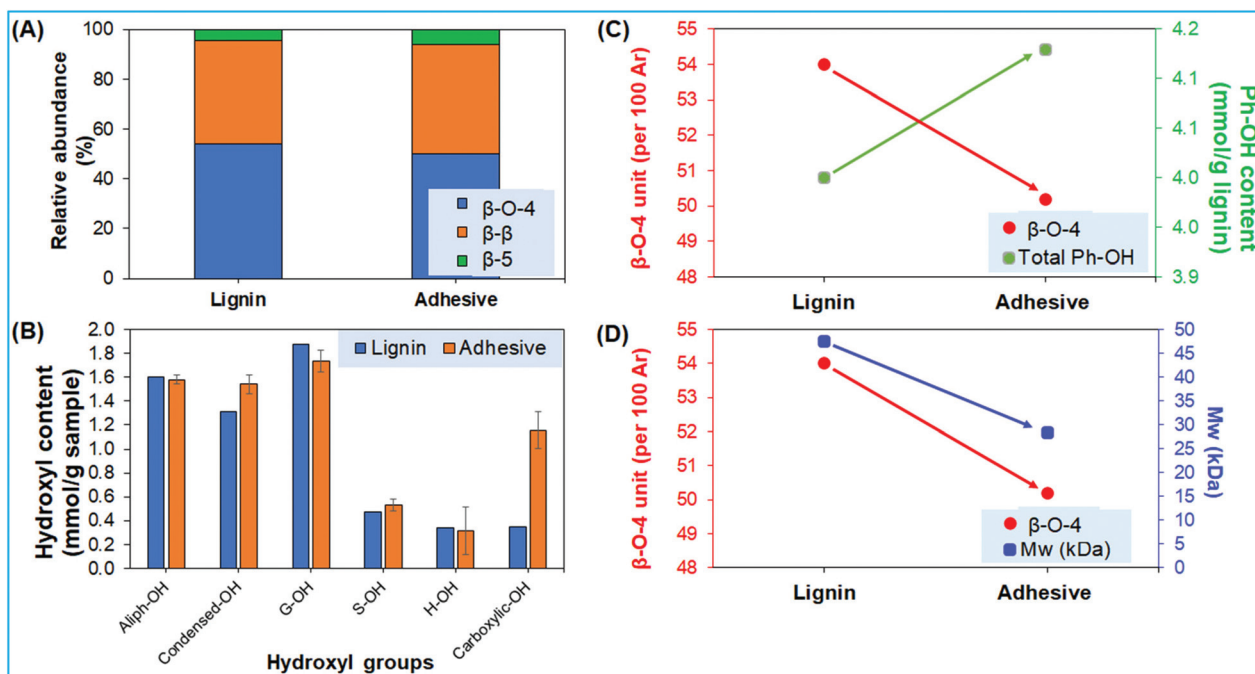 (A)
100
80
60
40
20
0
Relative abundance
(%)
β-O-4
β-β
β-5
Lignin
Adhesive
(B)
2.0
1.8
1.6
1.4
1.2
1.0
0.8
0.6
0.4
0.2
0.0
Hydroxyl content
(mmol/g sample)
Lignin
Adhesive
Aliph-OH
Condensed-OH
G-OH
S-OH
H-OH
Carboxylic-OH
Hydroxyl groups
(C)
55
54
53
52
51
50
49
48
β-O-4 unit (per 100 Ar)
4.2
4.1
4.1
4.0
4.0
3.9
Ph-OH content
(mmol/g lignin)
β-O-4
Total Ph-OH
Lignin
Adhesive
(D)
55
54
53
52
51
50
49
48
β-O-4 unit (per 100 Ar)
50
45
40
35
30
25
20
15
10
5
0
Mw (kDa)
β-O-4
Mw (kDa)
Lignin
Adhesive